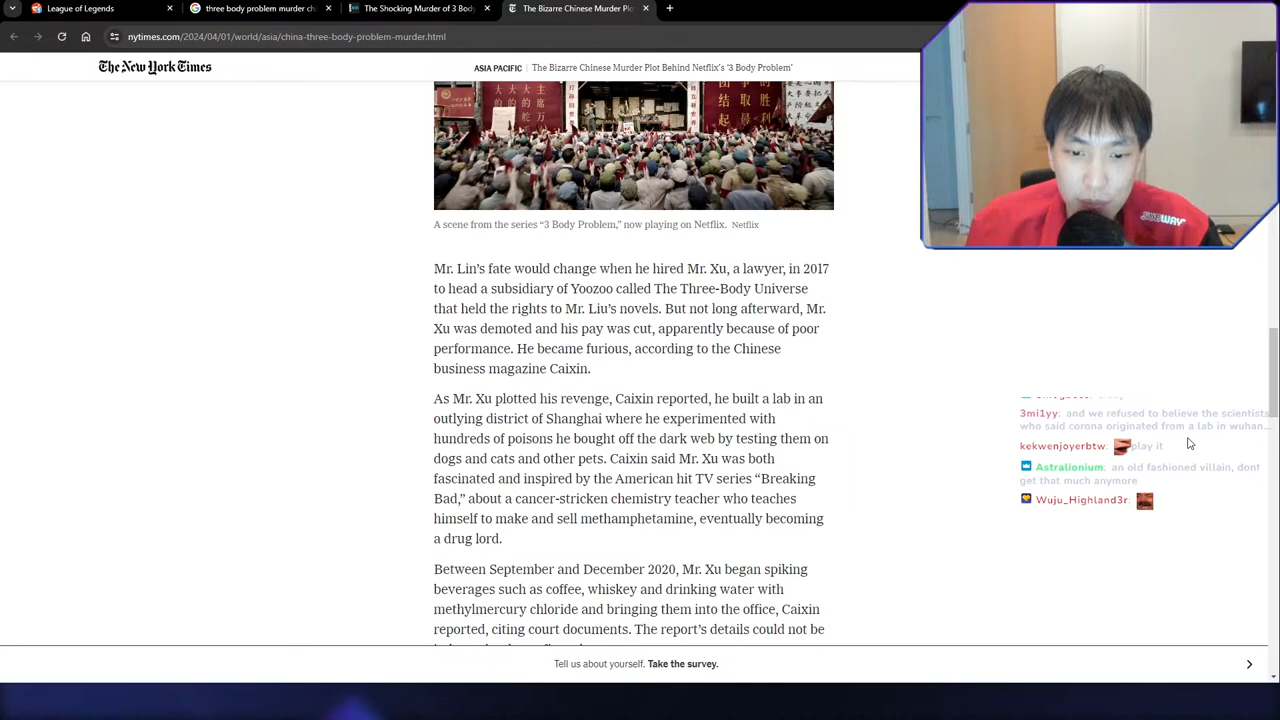 League of Legends
three body problem murder ch
The Shocking Murder of 3 Body
The Bizarre Chinese Murder Plo
nytimes.com/2024/04/01/world/asia/china-three-body-problem-murder.html
The New York Times
ASIA PACIFIC | The Bizarre Chinese Murder Plot Behind Netflix's '3 Body Problem'
A scene from the series “3 Body Problem,” now playing on Netflix. Netflix
Mr. Lin’s fate would change when he hired Mr. Xu, a lawyer, in 2017
to head a subsidiary of Yoozoo called The Three-Body Universe
that held the rights to Mr. Liu’s novels. But not long afterward, Mr.
Xu was demoted and his pay was cut, apparently because of poor
performance. He became furious, according to the Chinese
business magazine Caixin.
As Mr. Xu plotted his revenge, Caixin reported, he built a lab in an
outlying district of Shanghai where he experimented with
hundreds of poisons he bought off the dark web by testing them on
dogs and cats and other pets. Caixin said Mr. Xu was both
fascinated and inspired by the American hit TV series “Breaking
Bad,” about a cancer-stricken chemistry teacher who teaches
himself to make and sell methamphetamine, eventually becoming
a drug lord.
Between September and December 2020, Mr. Xu began spiking
beverages such as coffee, whiskey and drinking water with
methylmercury chloride and bringing them into the office, Caixin
reported, citing court documents. The report’s details could not be
3mi1yy: and we refused to believe the scientists
who said corona originated from a lab in wuhan...
kekwenjoyerbtw: play it
Astralionium: an old fashioned villain, dont
get that much anymore
Wuju_Highland3r:
SUBWAY
Tell us about yourself. Take the survey.